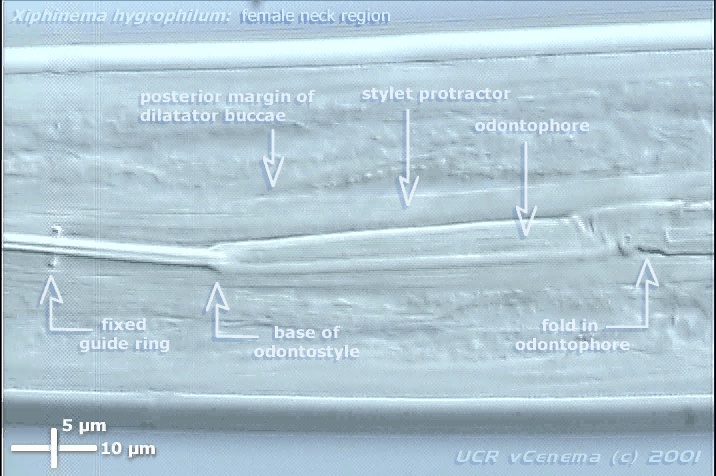 Xiphinema hygrophilum: female neck region
posterior margin of
dilatator buccae
stylet protractor
odontophore
fixed
guide ring
base of
odontostyle
fold in
odontophore
5 µm
10 µm
UCR vCenema (c) 2001